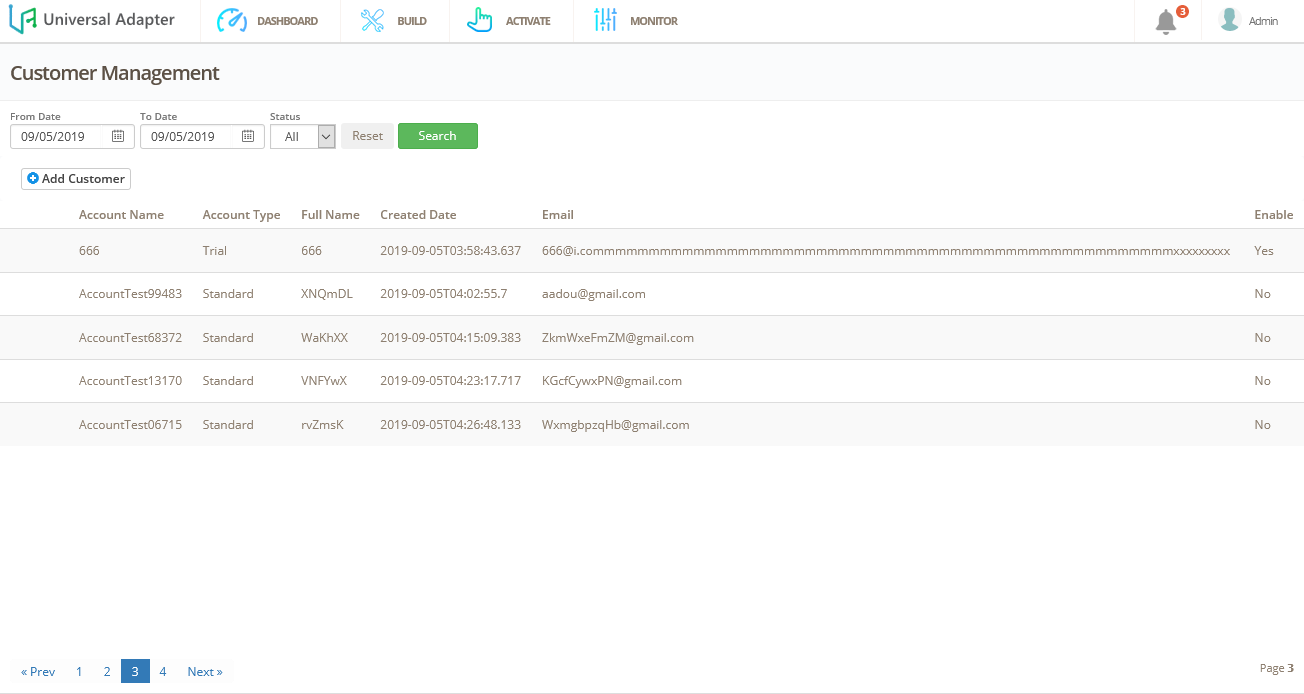 Universal Adapter DASHBOARD BUILD ACTIVATE MONITOR 3 Admin
Customer Management
From Date To Date Status
09/05/2019 09/05/2019 All Reset Search
Add Customer
Account Name Account Type Full Name Created Date Email Enable
666 Trial 666 2019-09-05T03:58:43.637 666@i.commmmmmmmmmmmmmmmmmmmmmmmmmmmmmmmmmmmmmmmmmmmmmmmmmmmmmxxxxxxxxx Yes
AccountTest99483 Standard XNQmDL 2019-09-05T04:02:55.7 aadou@gmail.com No
AccountTest68372 Standard WaKhXX 2019-09-05T04:15:09.383 ZkmWxeFmZM@gmail.com No
AccountTest13170 Standard VNFYwX 2019-09-05T04:23:17.717 KGcfCywxPN@gmail.com No
AccountTest06715 Standard rvZmsK 2019-09-05T04:26:48.133 WxmgbpzqHb@gmail.com No
« Prev 1 2 3 4 Next » Page 3